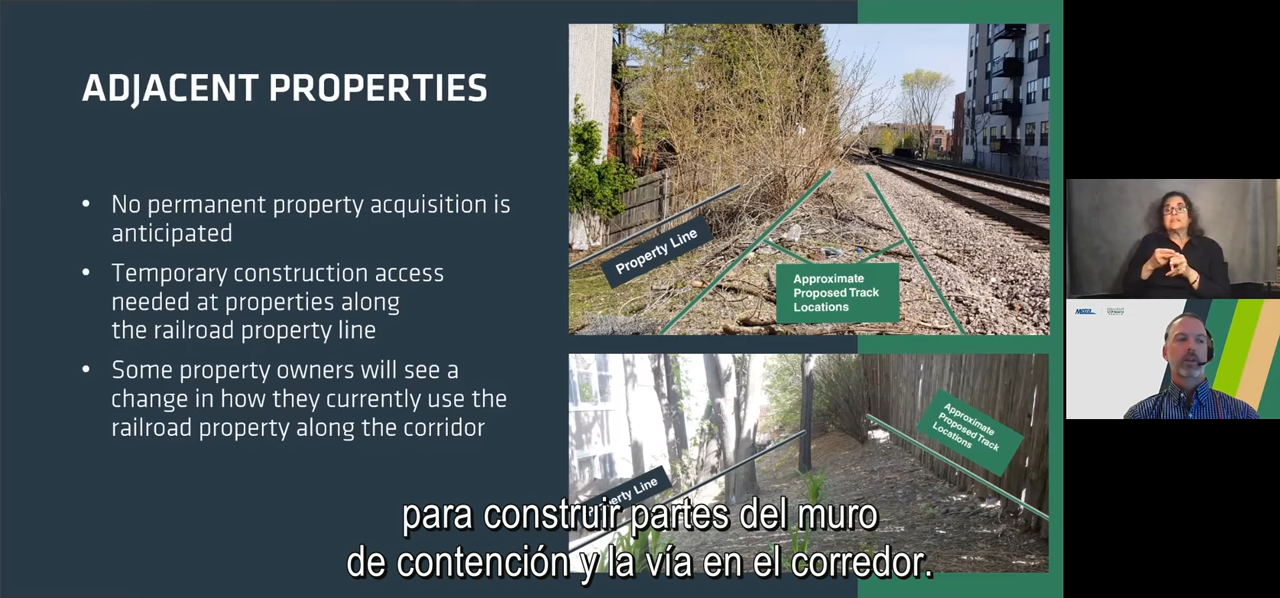 ADJACENT PROPERTIES
• No permanent property acquisition is
anticipated
• Temporary construction access
needed at properties along
the railroad property line
• Some property owners will see a
change in how they currently use the
railroad property along the corridor
Property Line
Approximate
Proposed Track
Locations
Approximate
Proposed Track
Locations
Property Line
para construir partes del muro
de contención y la vía en el corredor.
Metra